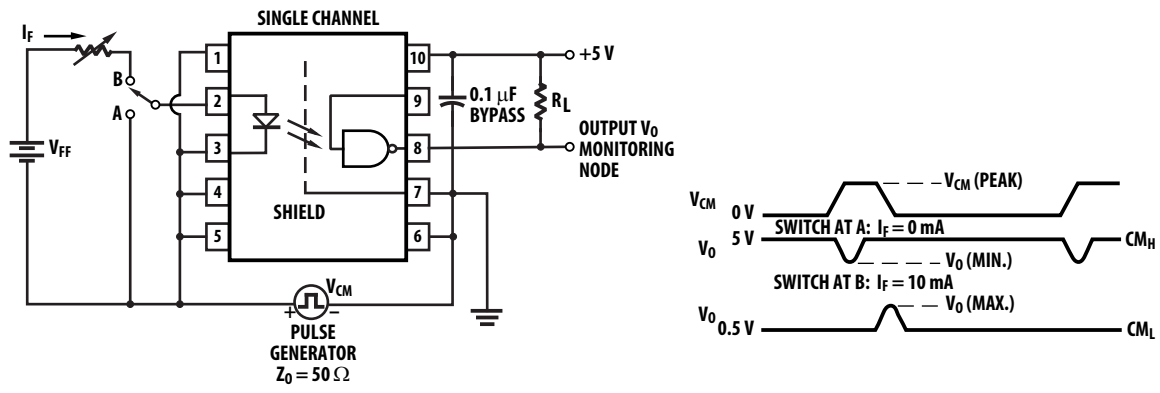 SINGLE CHANNEL
I_F
B
A
V_FF
1
2
3
4
5
10
9
8
7
6
SHIELD
+5 V
0.1 μF
BYPASS
R_L
OUTPUT V_O
MONITORING
NODE
V_CM
+
–
PULSE
GENERATOR
Z_O = 50 Ω
V_CM
0 V
V_CM (PEAK)
SWITCH AT A: I_F = 0 mA
V_O
5 V
CM_H
V_O (MIN.)
SWITCH AT B: I_F = 10 mA
V_O
0.5 V
V_O (MAX.)
CM_L